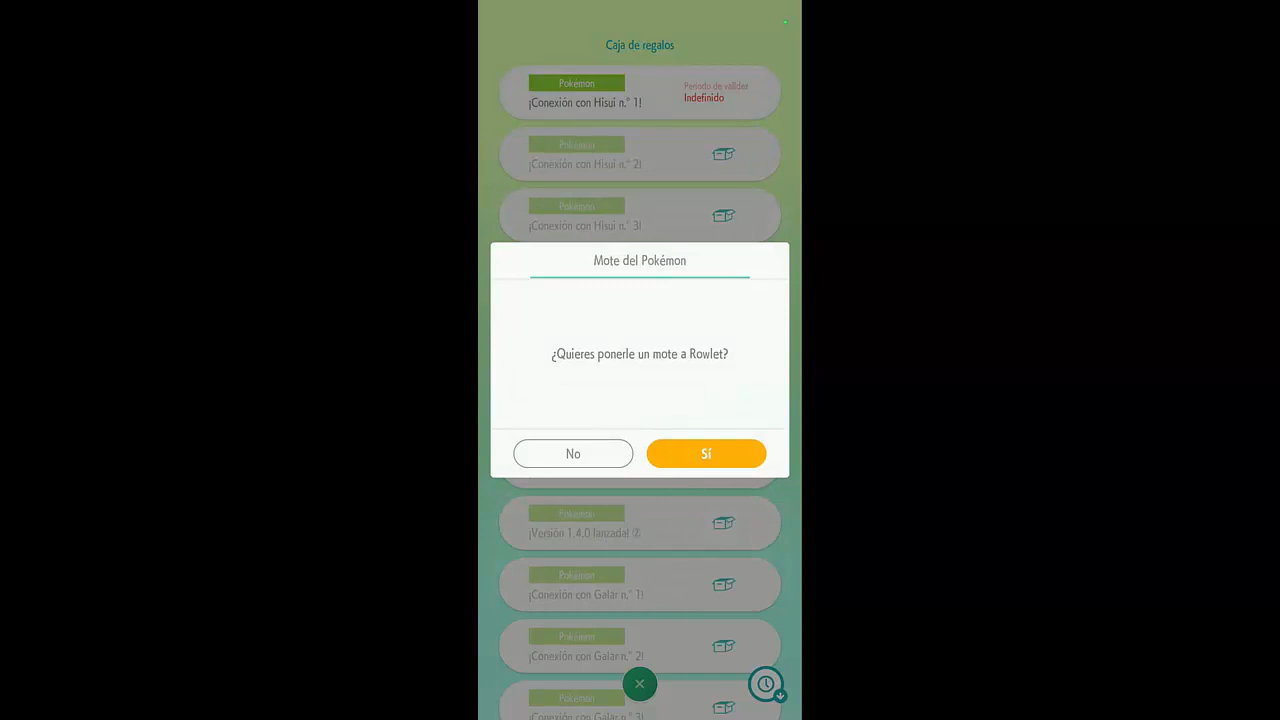 Caja de regalos
Pokémon
¡Conexión con Hisui n.° 1!
Periodo de validez
Indefinido
Pokémon
¡Conexión con Hisui n.° 2!
Pokémon
¡Conexión con Hisui n.° 3!
Mote del Pokémon
¿Quieres ponerle un mote a Rowlet?
No
Sí
Pokémon
¡Versión 1.4.0 lanzada! ②
Pokémon
¡Conexión con Galar n.° 1!
Pokémon
¡Conexión con Galar n.° 2!
Pokémon
¡Conexión con Galar n.° 3!